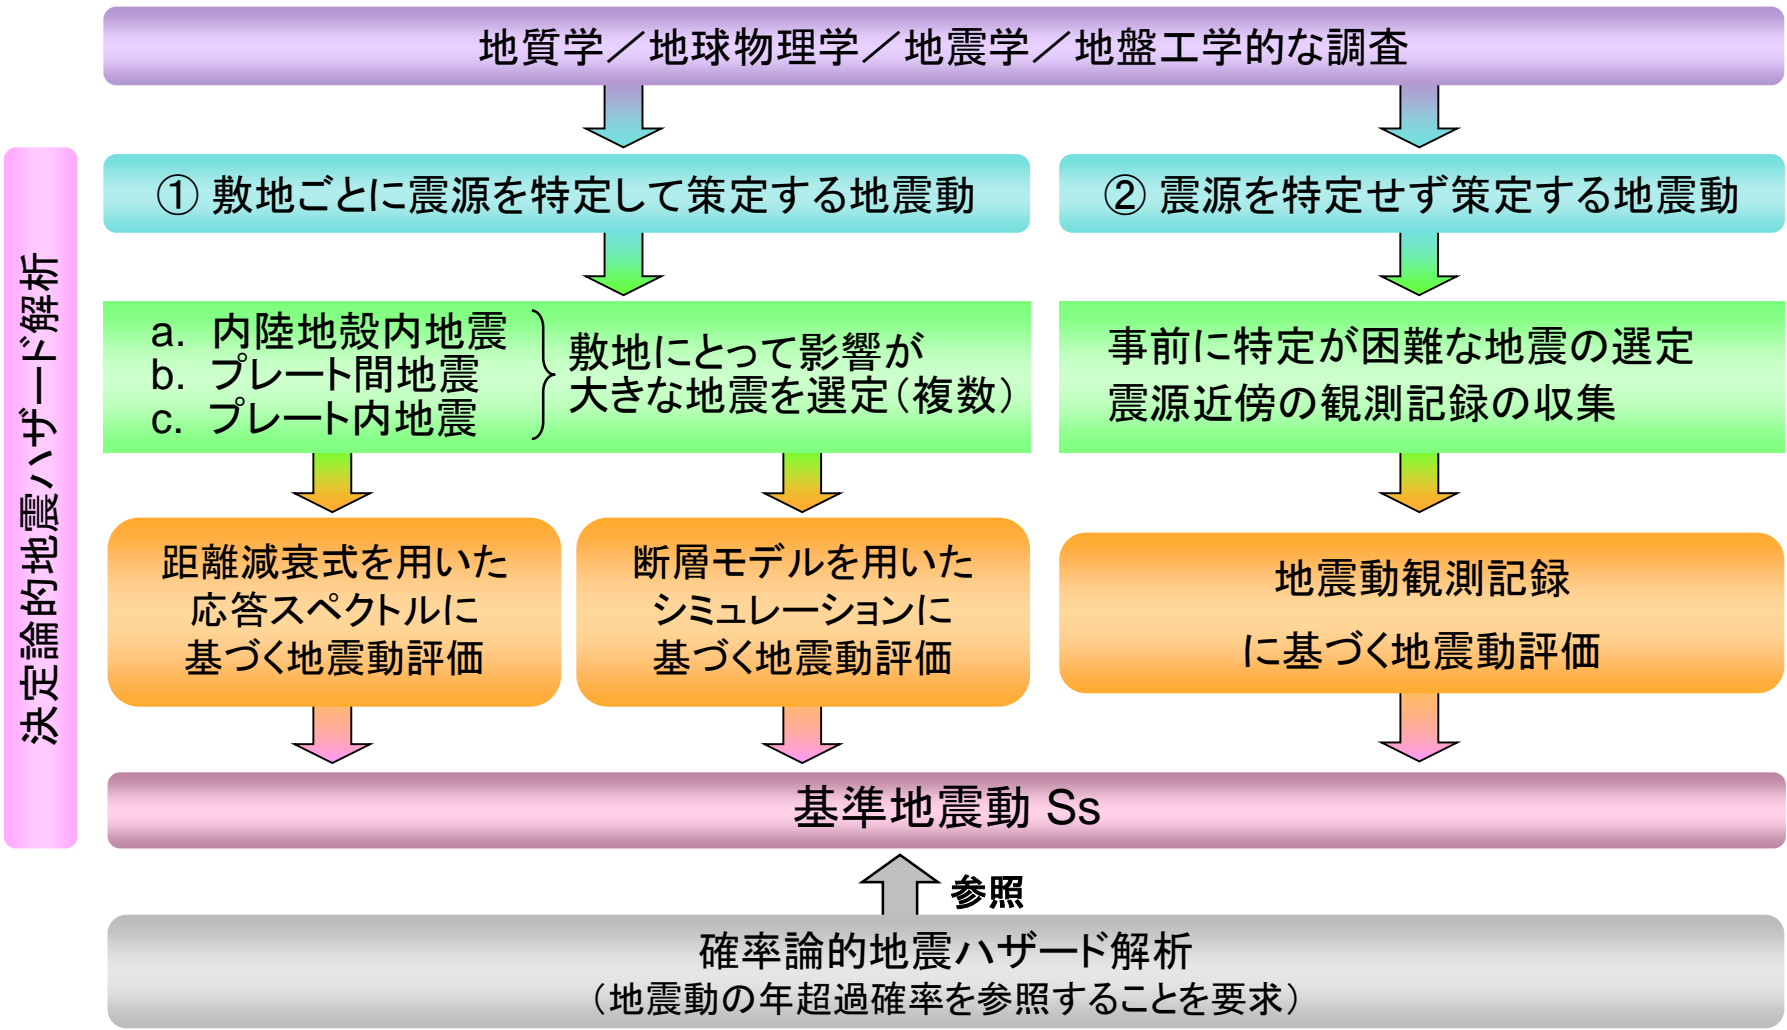 地質学／地球物理学／地震学／地盤工学的な調査
決定論的地震ハザード解析
① 敷地ごとに震源を特定して策定する地震動
② 震源を特定せず策定する地震動
a. 内陸地殻内地震
b. プレート間地震
c. プレート内地震
敷地にとって影響が
大きな地震を選定（複数）
事前に特定が困難な地震の選定
震源近傍の観測記録の収集
距離減衰式を用いた
応答スペクトルに
基づく地震動評価
断層モデルを用いた
シミュレーションに
基づく地震動評価
地震動観測記録
に基づく地震動評価
基準地震動 Ss
参照
確率論的地震ハザード解析
（地震動の年超過確率を参照することを要求）